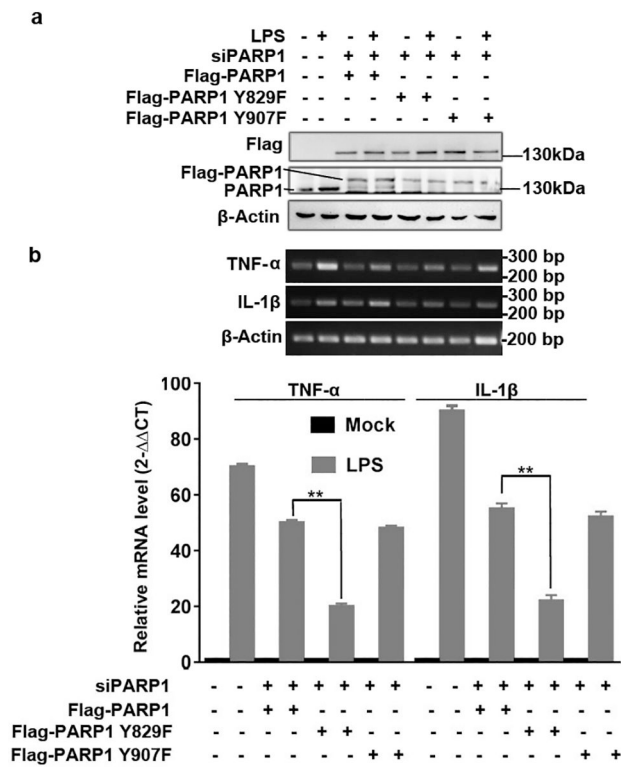 a
LPS - + - + - + - +
siPARP1 - - + + + + + +
Flag-PARP1 - - + + - - - -
Flag-PARP1 Y829F - - - - + + - -
Flag-PARP1 Y907F - - - - - - + +
Flag
130kDa
Flag-PARP1
PARP1
130kDa
β-Actin
b
TNF-α
-300 bp
-200 bp
IL-1β
-300 bp
-200 bp
β-Actin
-200 bp
TNF-α IL-1β
Mock
LPS
** **
Relative mRNA level (2-ΔΔCT)
100
80
60
40
20
0
siPARP1 - - + + + + + + - - + + + + + +
Flag-PARP1 - - + + - - - - - - + + - - - -
Flag-PARP1 Y829F - - - - + + - - - - - - + + - -
Flag-PARP1 Y907F - - - - - - + + - - - - - - + +